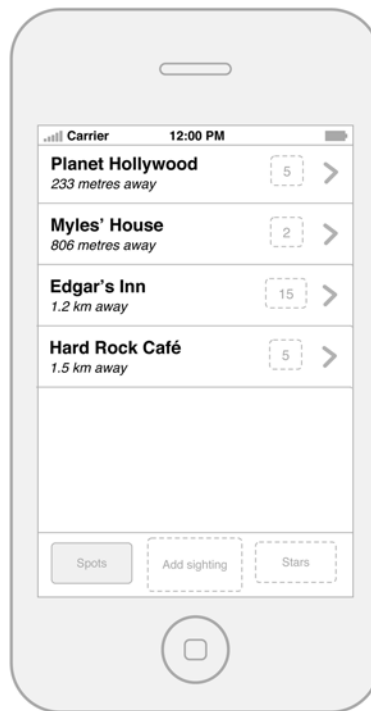 Carrier 12:00 PM
Planet Hollywood 5
233 metres away
Myles’ House 2
806 metres away
Edgar’s Inn 15
1.2 km away
Hard Rock Café 5
1.5 km away
Spots Add sighting Stars